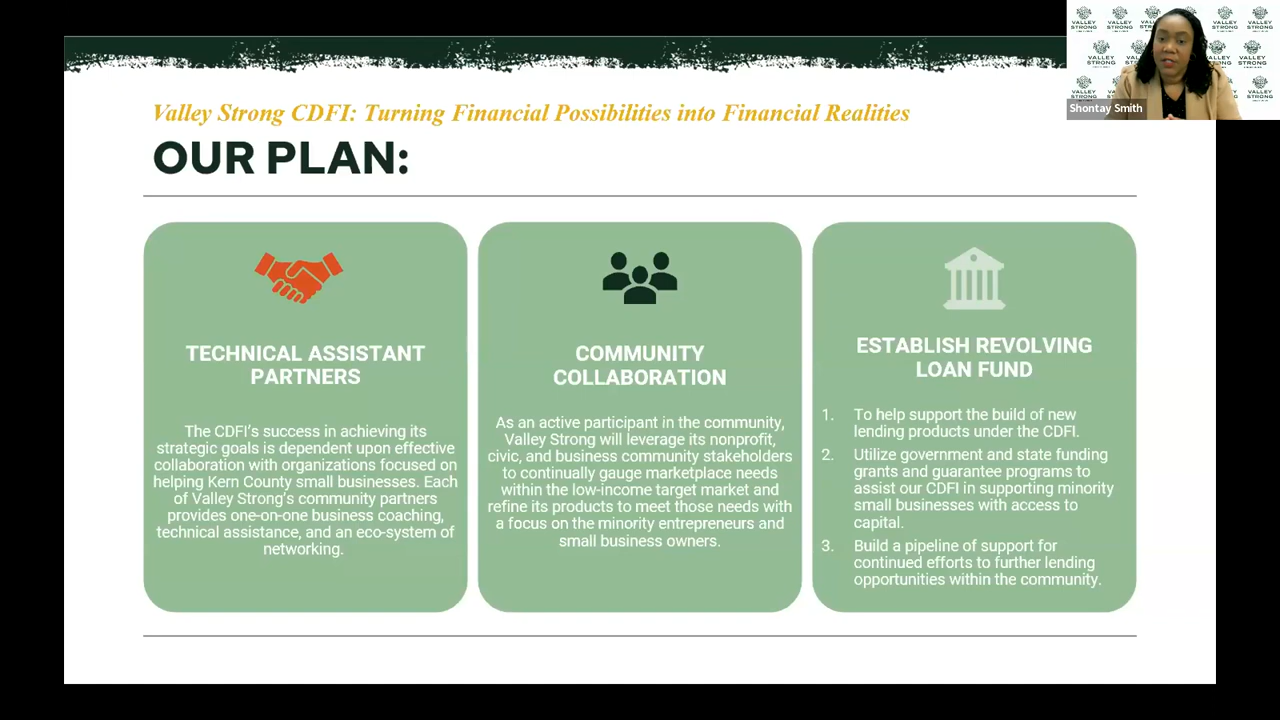 Valley Strong CDFI: Turning Financial Possibilities into Financial Realities
OUR PLAN:
TECHNICAL ASSISTANT
PARTNERS
The CDFI's success in achieving its
strategic goals is dependent upon effective
collaboration with organizations focused on
helping Kern County small businesses. Each
of Valley Strong's community partners
provides one-on-one business coaching,
technical assistance, and an eco-system of
networking.
COMMUNITY
COLLABORATION
As an active participant in the community,
Valley Strong will leverage its nonprofit,
civic, and business community stakeholders
to continually gauge marketplace needs
within the low-income target market and
refine its products to meet those needs with
a focus on the minority entrepreneurs and
small business owners.
ESTABLISH REVOLVING
LOAN FUND
1. To help support the build of new
lending products under the CDFI.
2. Utilize government and state funding
grants and guarantee programs to
assist our CDFI in supporting minority
small businesses with access to
capital.
3. Build a pipeline of support for
continued efforts to further lending
opportunities within the community.
VALLEY
STRONG
Shontay Smith